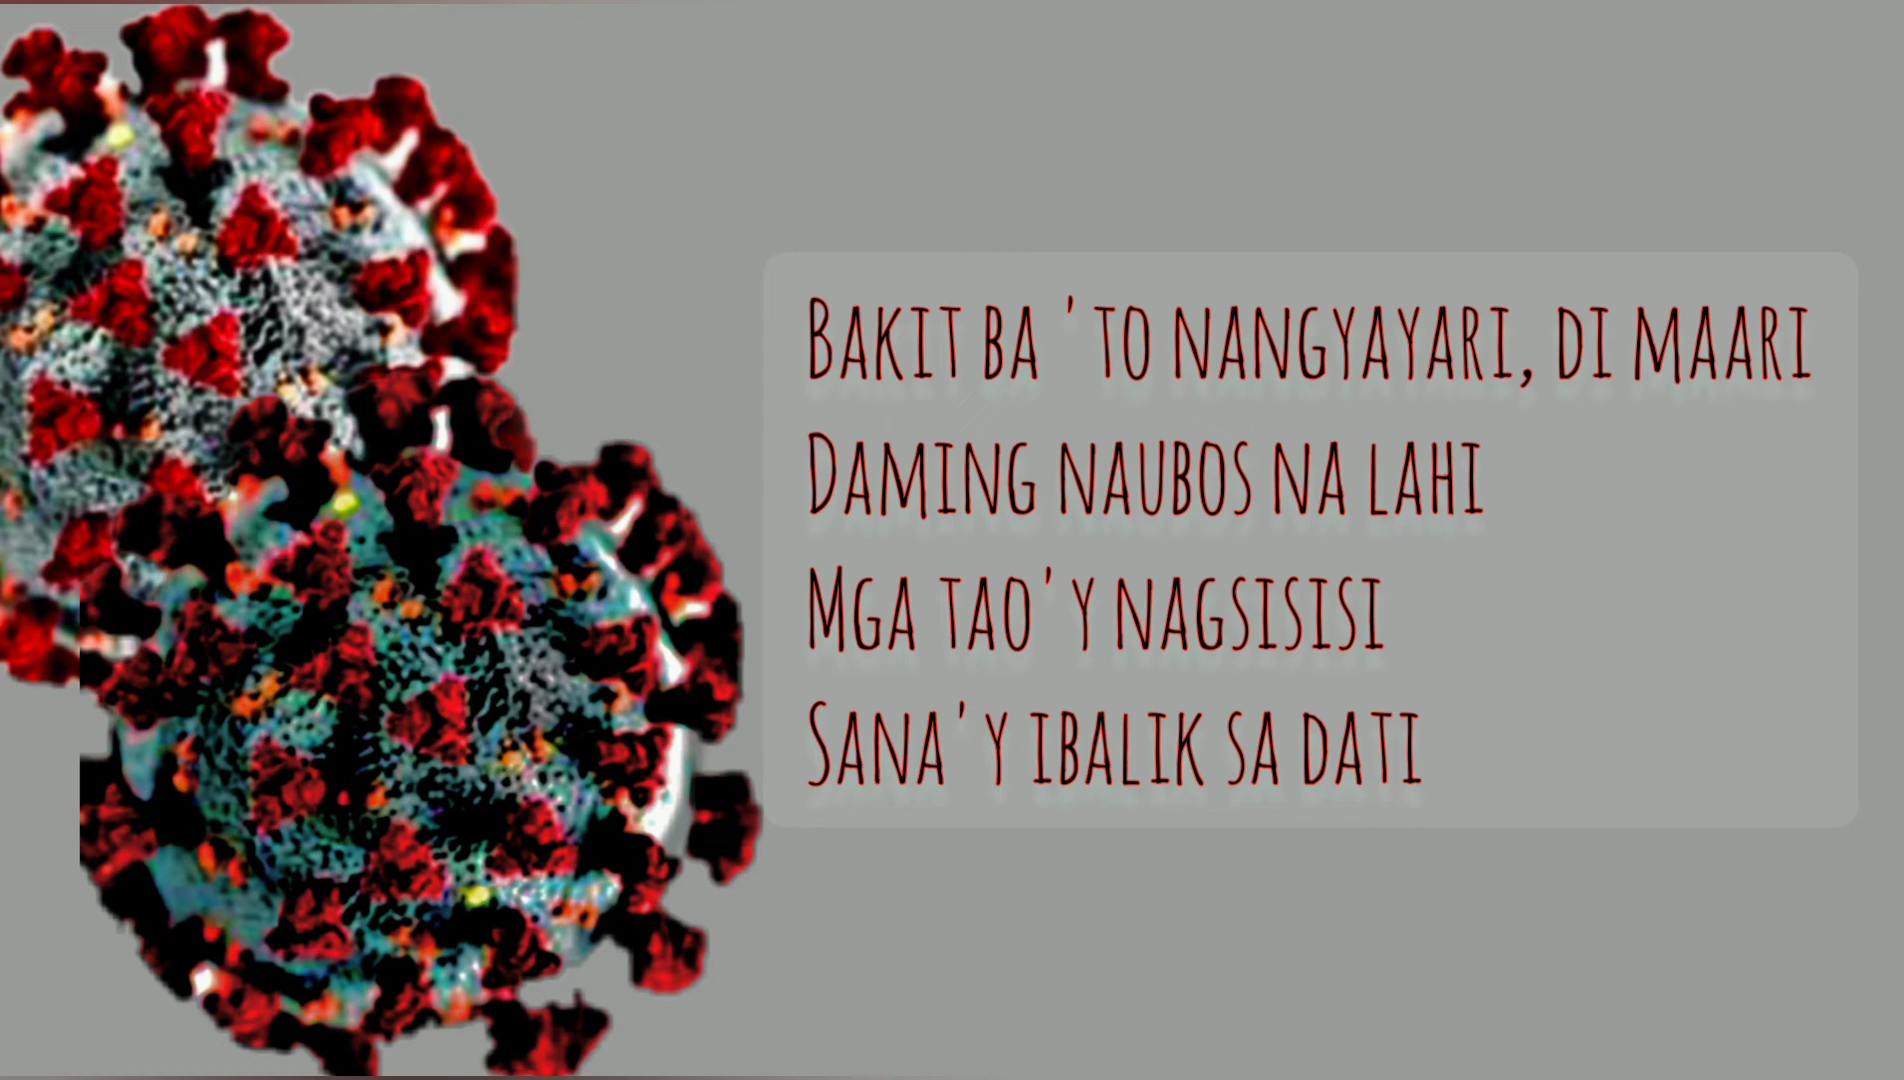 Bakit ba 'to nangyayari, di maari
Daming naubos na lahi
Mga tao'y nagsisisi
Sana'y ibalik sa dati